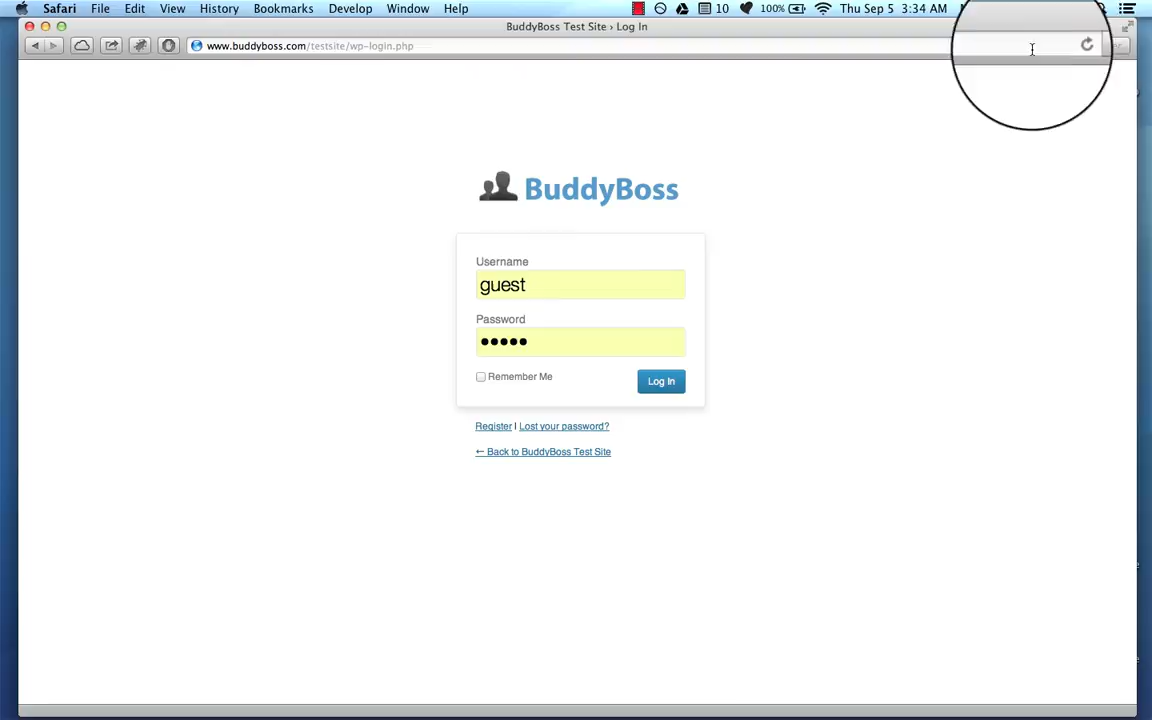 Safari File Edit View History Bookmarks Develop Window Help 10 100% Thu Sep 5 3:34 AM
BuddyBoss Test Site › Log In
www.buddyboss.com/testsite/wp-login.php
BuddyBoss
Username
guest
Password
•••••
Remember Me Log In
Register | Lost your password?
← Back to BuddyBoss Test Site